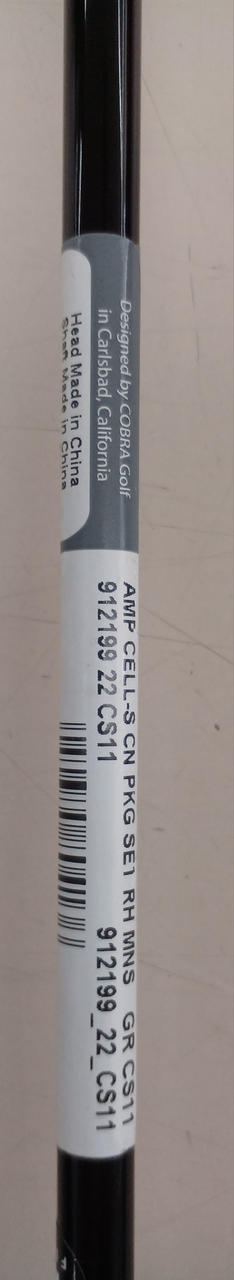 Designed by COBRA Golf
in Carlsbad, California
Head Made in China
Shaft Made in China
AMP CELL-S CN PKG SE1 RH MNS GR CS11
912199 22 CS11 912199_22_CS11